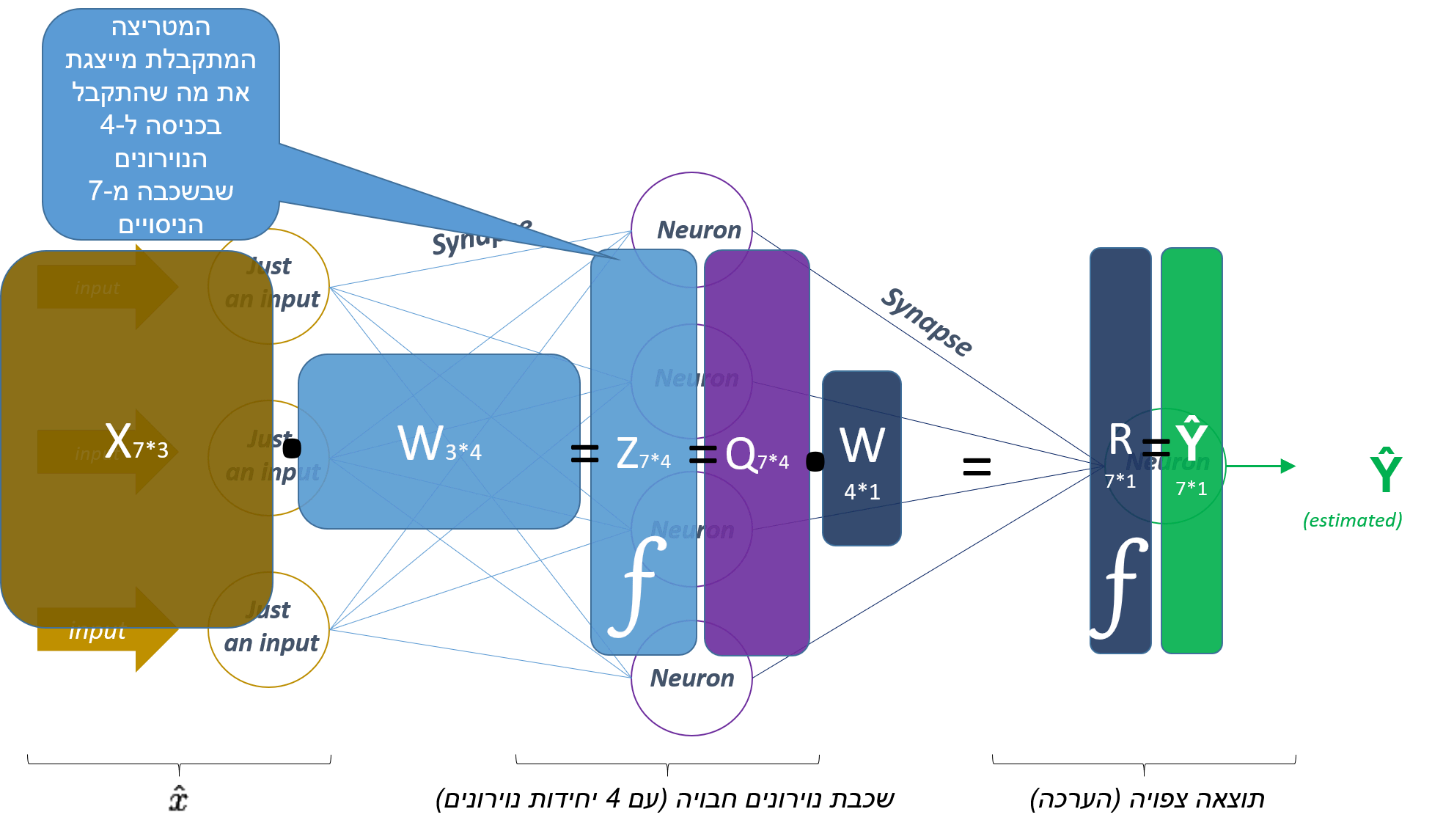 המטריצה
המתקבלת מייצגת
את מה שהתקבל
בכניסה ל-4
הנוירונים
שבשכבה מ-7
הניסויים
Synapse
Neuron
Just
an input
input
Synapse
Neuron
Just
an input
input
X7*3
•
W3*4
=
Z7*4
=
Q7*4
•
W
4*1
=
R
7*1
=
Ŷ
7*1
Neuron
Ŷ
(estimated)
Neuron
f
f
Just
an input
input
Neuron
x̂
שכבת נוירונים חבויה (עם 4 יחידות נוירונים)
תוצאה צפויה (הערכה)